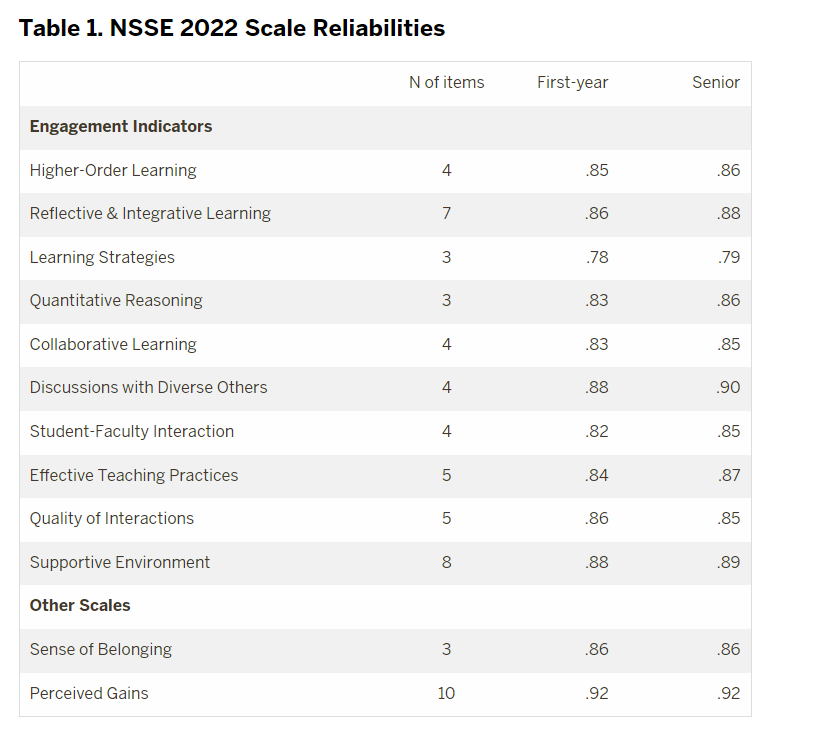 Table 1. NSSE 2022 Scale Reliabilities
N of items First-year Senior
Engagement Indicators
Higher-Order Learning 4 .85 .86
Reflective & Integrative Learning 7 .86 .88
Learning Strategies 3 .78 .79
Quantitative Reasoning 3 .83 .86
Collaborative Learning 4 .83 .85
Discussions with Diverse Others 4 .88 .90
Student-Faculty Interaction 4 .82 .85
Effective Teaching Practices 5 .84 .87
Quality of Interactions 5 .86 .85
Supportive Environment 8 .88 .89
Other Scales
Sense of Belonging 3 .86 .86
Perceived Gains 10 .92 .92